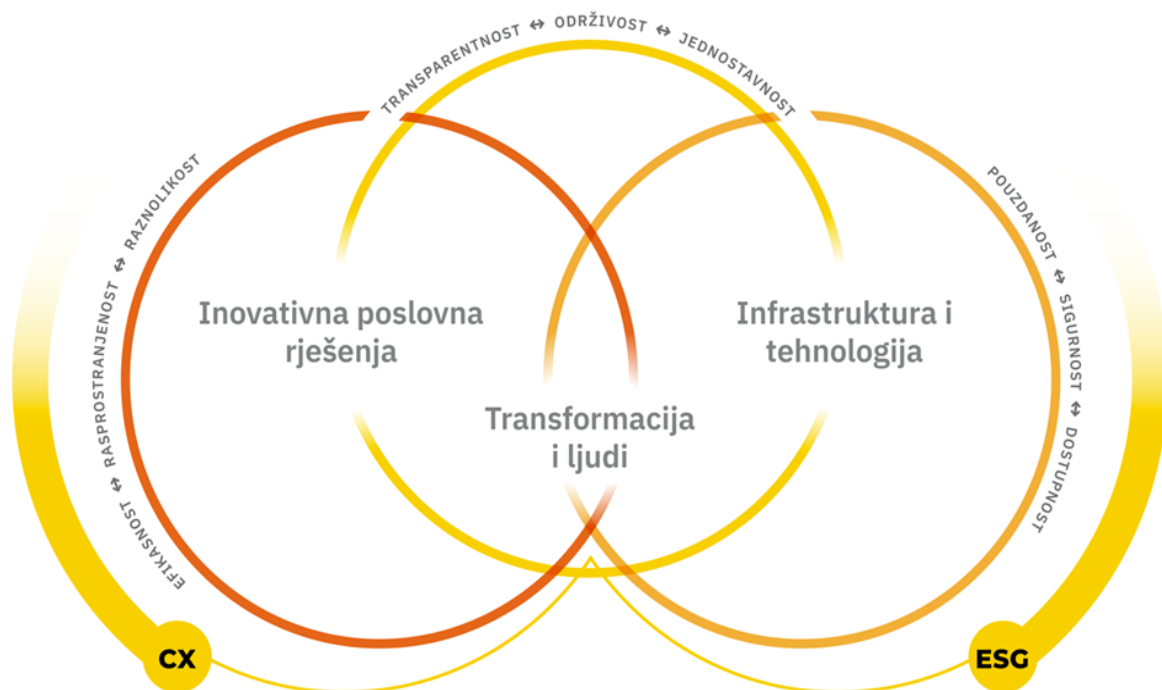 TRANSPARENTNOST ↔ ODRŽIVOST ↔ JEDNOSTAVNOST
EFIKASNOST ↔ RASPROSTRANJENOST ↔ RAZNOLIKOST
POUZDANOST ↔ SIGURNOST ↔ DOSTUPNOST
Inovativna poslovna
rješenja
Infrastruktura i
tehnologija
Transformacija
i ljudi
CX
ESG